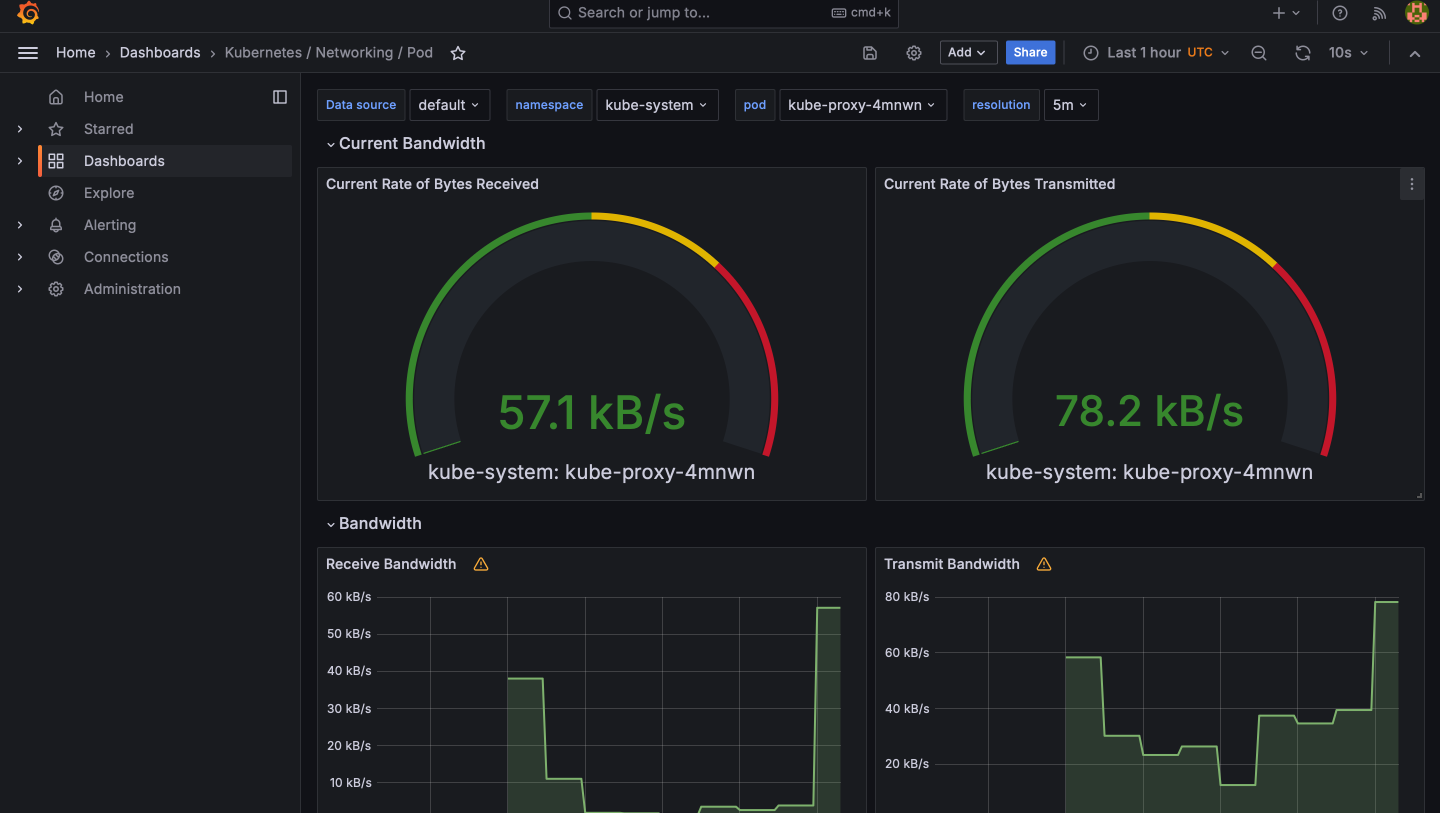 Search or jump to...
cmd+k
Home › Dashboards › Kubernetes / Networking / Pod
Add
Share
Last 1 hour UTC
10s
Home
Starred
Dashboards
Explore
Alerting
Connections
Administration
Data source default namespace kube-system pod kube-proxy-4mnwn resolution 5m
Current Bandwidth
Current Rate of Bytes Received
57.1 kB/s
kube-system: kube-proxy-4mnwn
Current Rate of Bytes Transmitted
78.2 kB/s
kube-system: kube-proxy-4mnwn
Bandwidth
Receive Bandwidth
60 kB/s
50 kB/s
40 kB/s
30 kB/s
20 kB/s
10 kB/s
Transmit Bandwidth
80 kB/s
60 kB/s
40 kB/s
20 kB/s